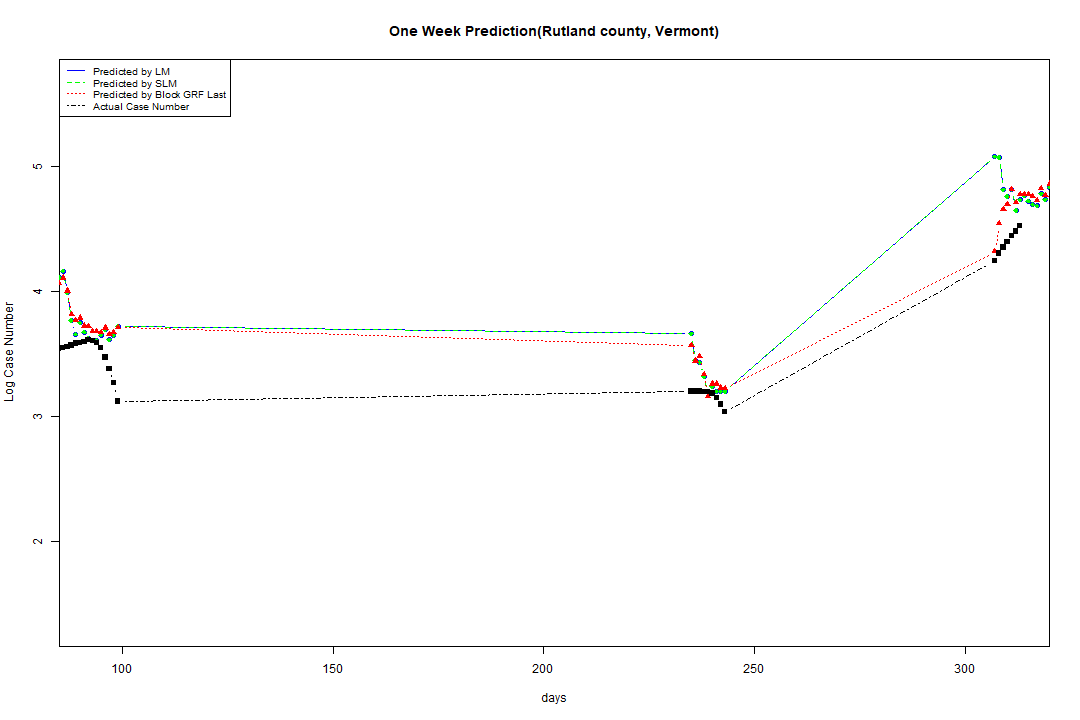 One Week Prediction(Rutland county, Vermont)
Predicted by LM
Predicted by SLM
Predicted by Block GRF Last
Actual Case Number
5
4
3
2
Log Case Number
100 150 200 250 300
days